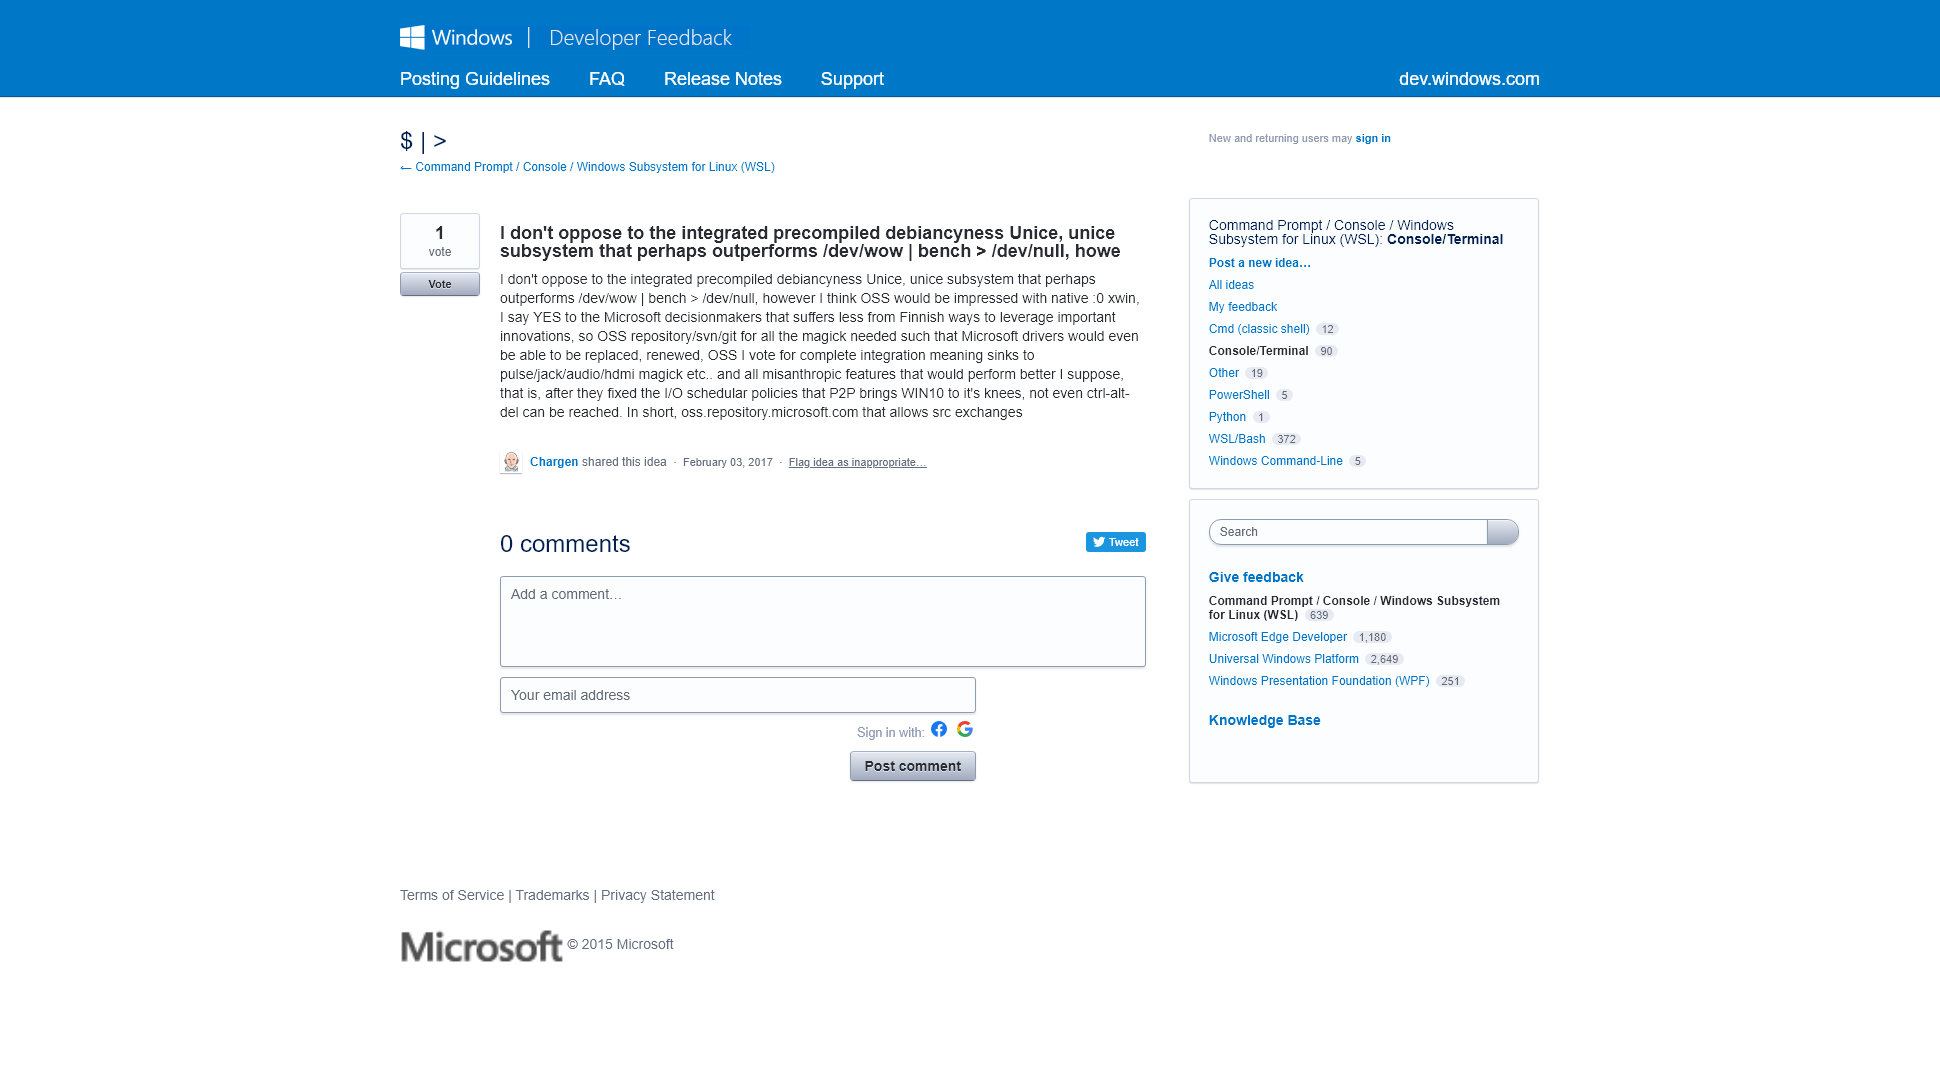 Windows | Developer Feedback
Posting Guidelines FAQ Release Notes Support dev.windows.com
$ | >
← Command Prompt / Console / Windows Subsystem for Linux (WSL)
New and returning users may sign in
1
vote
Vote
I don't oppose to the integrated precompiled debiancyness Unice, unice
subsystem that perhaps outperforms /dev/wow | bench > /dev/null, howe
I don't oppose to the integrated precompiled debiancyness Unice, unice subsystem that perhaps
outperforms /dev/wow | bench > /dev/null, however I think OSS would be impressed with native :0 xwin,
I say YES to the Microsoft decisionmakers that suffers less from Finnish ways to leverage important
innovations, so OSS repository/svn/git for all the magick needed such that Microsoft drivers would even
be able to be replaced, renewed, OSS I vote for complete integration meaning sinks to
pulse/jack/audio/hdmi magick etc.. and all misanthropic features that would perform better I suppose,
that is, after they fixed the I/O schedular policies that P2P brings WIN10 to it's knees, not even ctrl-alt-
del can be reached. In short, oss.repository.microsoft.com that allows src exchanges
Chargen shared this idea · February 03, 2017 · Flag idea as inappropriate…
0 comments
Tweet
Add a comment…
Your email address
Sign in with:
Post comment
Command Prompt / Console / Windows
Subsystem for Linux (WSL): Console/Terminal
Post a new idea…
All ideas
My feedback
Cmd (classic shell) 12
Console/Terminal 90
Other 19
PowerShell 5
Python 1
WSL/Bash 372
Windows Command-Line 5
Search
Give feedback
Command Prompt / Console / Windows Subsystem
for Linux (WSL) 639
Microsoft Edge Developer 1,180
Universal Windows Platform 2,649
Windows Presentation Foundation (WPF) 251
Knowledge Base
Terms of Service | Trademarks | Privacy Statement
Microsoft © 2015 Microsoft